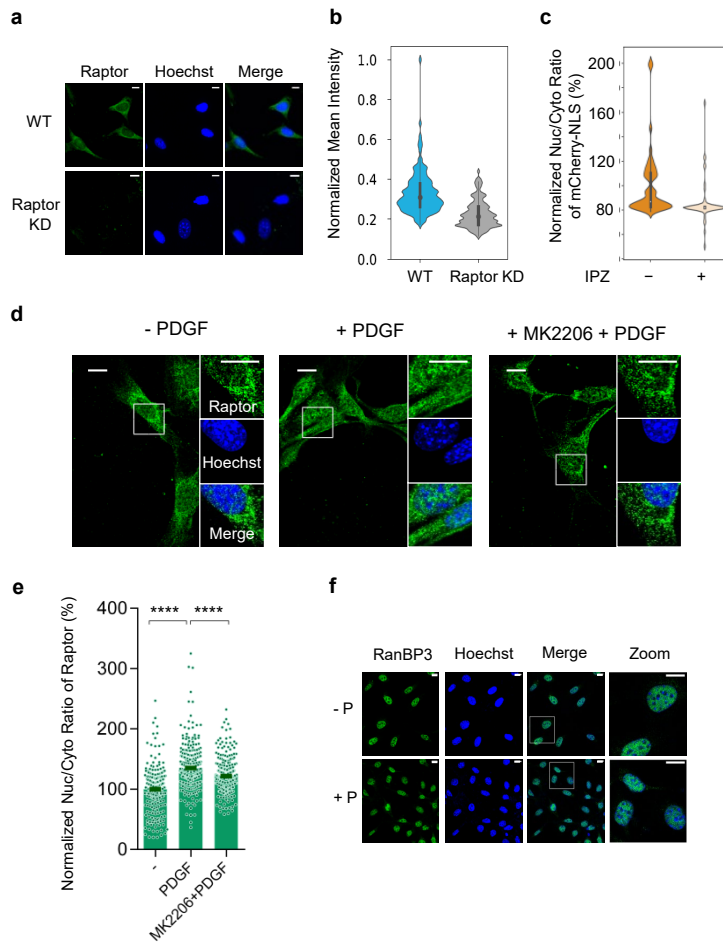 a
Raptor Hoechst Merge
WT
Raptor
KD
b
Normalized Mean Intensity
1.0
0.8
0.6
0.4
0.2
0.0
WT Raptor KD
c
Normalized Nuc/Cyto Ratio
of mCherry-NLS (%)
200
160
120
80
40
IPZ − +
d
- PDGF + PDGF + MK2206 + PDGF
Raptor
Hoechst
Merge
e
Normalized Nuc/Cyto Ratio of Raptor (%)
400
300
200
100
0
**** ****
-
PDGF
MK2206+PDGF
f
RanBP3 Hoechst Merge Zoom
- P
+ P